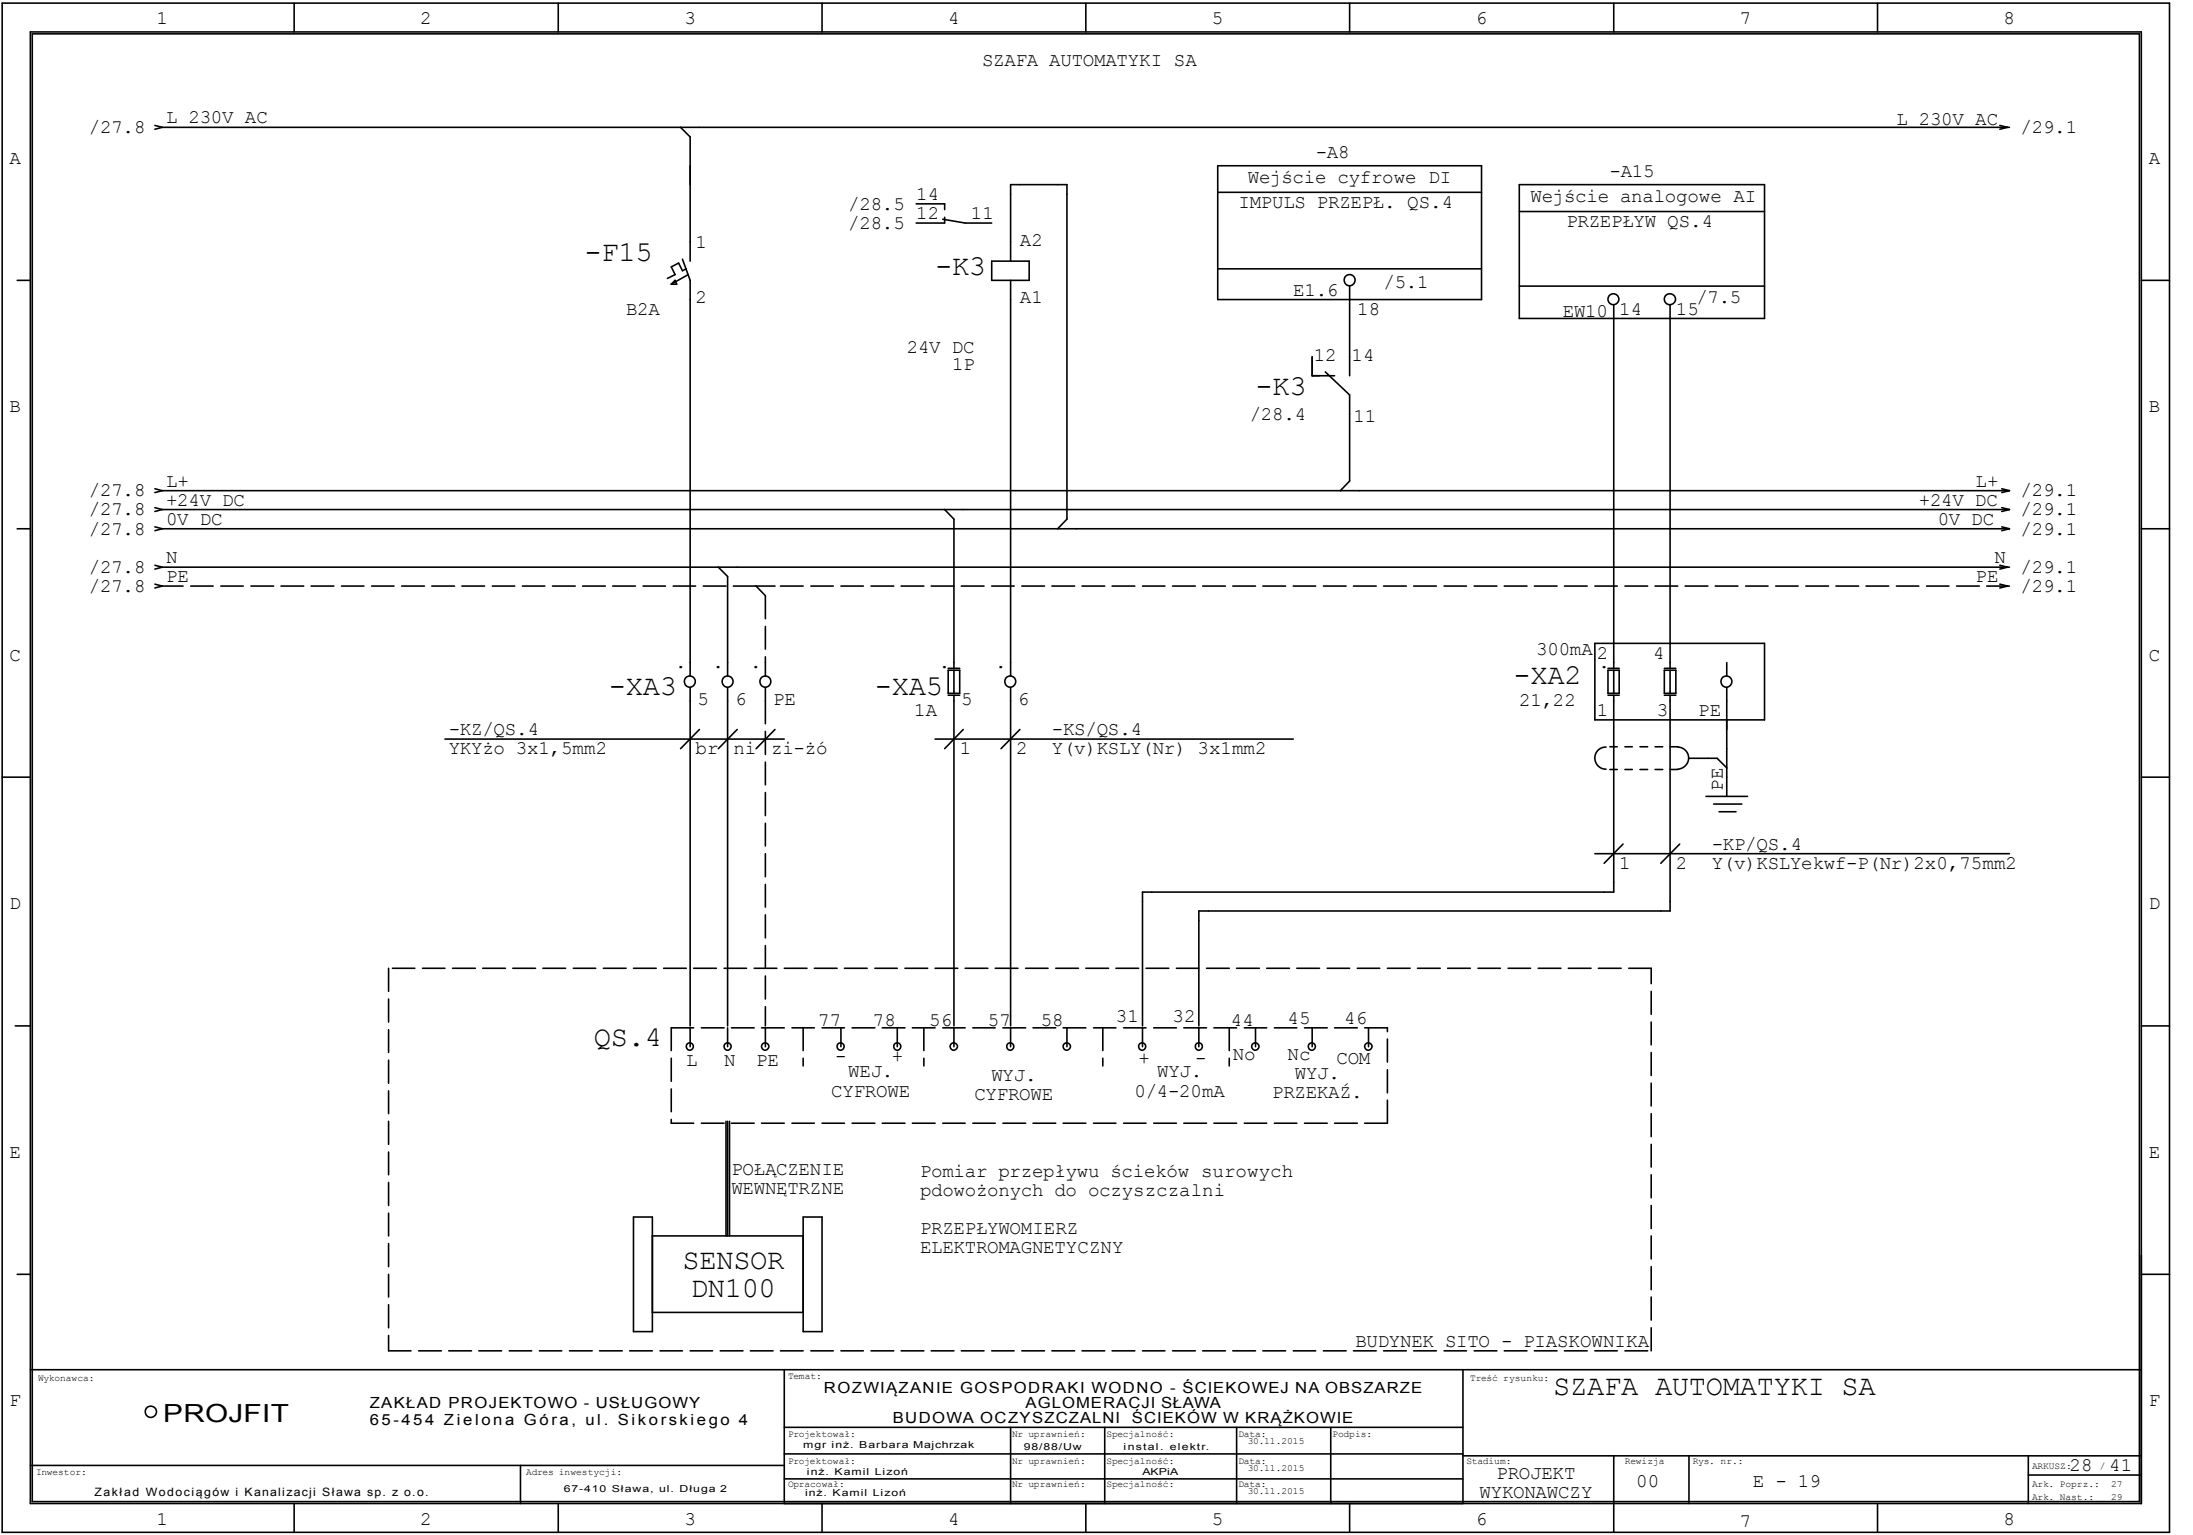 1 2 3 4 5 6 7 8
SZAFA AUTOMATYKI SA
/27.8 L 230V AC
L 230V AC /29.1
A
A
-A8
Wejście cyfrowe DI
IMPULS PRZEPŁ. QS.4
E1.6
/5.1
18
-A15
Wejście analogowe AI
PRZEPŁYW QS.4
EW10 14 15 /7.5
/28.5 14
/28.5 12 11
-F15
1
2
B2A
-K3
A2
A1
24V DC
1P
12 14
-K3
/28.4
11
B
B
/27.8 L+
L+ /29.1
/27.8 +24V DC
+24V DC /29.1
/27.8 0V DC
0V DC /29.1
/27.8 N
N /29.1
/27.8 PE
PE /29.1
C
C
-XA3 5 6 PE
-XA5 5 6
1A
300mA 2 4
-XA2
21,22
1 3 PE
-KZ/QS.4
YKYżo 3x1,5mm2 br ni zi-żó
1 2
-KS/QS.4
Y(v)KSLY(Nr) 3x1mm2
PE
-KP/QS.4
1 2 Y(v)KSLYekwf-P(Nr)2x0,75mm2
D
D
QS.4
77 78 56 57 58 31 32 44 45 46
L N PE - + + - No Nc COM
WEJ.
CYFROWE
WYJ.
CYFROWE
WYJ.
0/4-20mA
WYJ.
PRZEKAŹ.
E
E
POŁĄCZENIE
WEWNĘTRZNE
Pomiar przepływu ścieków surowych
pdowożonych do oczyszczalni
PRZEPŁYWOMIERZ
ELEKTROMAGNETYCZNY
SENSOR
DN100
BUDYNEK SITO - PIASKOWNIKA
F
F
Wykonawca:
PROJFIT
ZAKŁAD PROJEKTOWO - USŁUGOWY
65-454 Zielona Góra, ul. Sikorskiego 4
Inwestor:
Zakład Wodociągów i Kanalizacji Sława sp. z o.o.
Adres inwestycji:
67-410 Sława, ul. Długa 2
Temat:
ROZWIĄZANIE GOSPODRAKI WODNO - ŚCIEKOWEJ NA OBSZARZE
AGLOMERACJI SŁAWA
BUDOWA OCZYSZCZALNI ŚCIEKÓW W KRĄŻKOWIE
Projektował:
mgr inż. Barbara Majchrzak
Nr uprawnień:
98/88/Uw
Specjalność:
instal. elektr.
Data:
30.11.2015
Podpis:
Projektował:
inż. Kamil Lizoń
Nr uprawnień:
Specjalność:
AKPiA
Data:
30.11.2015
Opracował:
inż. Kamil Lizoń
Nr uprawnień:
Specjalność:
Data:
30.11.2015
Treść rysunku:
SZAFA AUTOMATYKI SA
Stadium:
PROJEKT
WYKONAWCZY
Rewizja
00
Rys. nr.:
E - 19
ARKUSZ: 28 / 41
Ark. Poprz.: 27
Ark. Nast.: 29
1 2 3 4 5 6 7 8